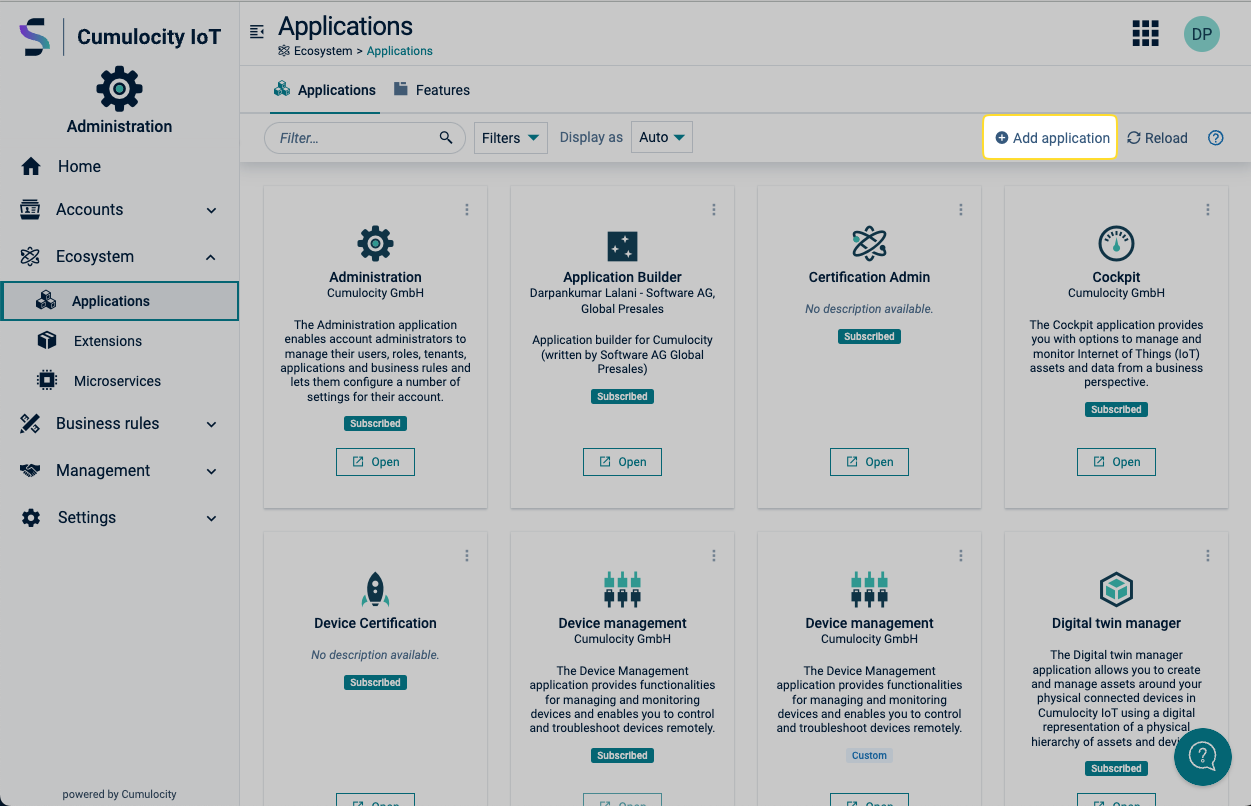 Cumulocity IoT
Administration
Home
Accounts
Ecosystem
Applications
Extensions
Microservices
Business rules
Management
Settings
powered by Cumulocity
Applications
Ecosystem > Applications
DP
Applications
Features
Filter...
Filters
Display as
Auto
Add application
Reload
?
Administration
Cumulocity GmbH
The Administration application
enables account administrators to
manage their users, roles, tenants,
applications and business rules and
lets them configure a number of
settings for their account.
Subscribed
Open
Application Builder
Darpankumar Lalani - Software AG,
Global Presales
Application builder for Cumulocity
(written by Software AG Global
Presales)
Subscribed
Open
Certification Admin
No description available.
Subscribed
Open
Cockpit
Cumulocity GmbH
The Cockpit application provides
you with options to manage and
monitor Internet of Things (IoT)
assets and data from a business
perspective.
Subscribed
Open
Device Certification
No description available.
Subscribed
Open
Device management
Cumulocity GmbH
The Device Management
application provides functionalities
for managing and monitoring
devices and enables you to control
and troubleshoot devices remotely.
Subscribed
Open
Device management
Cumulocity GmbH
The Device Management
application provides functionalities
for managing and monitoring
devices and enables you to control
and troubleshoot devices remotely.
Custom
Open
Digital twin manager
The Digital twin manager
application allows you to create
and manage assets around your
physical connected devices in
Cumulocity IoT using a digital
representation of a physical
hierarchy of assets and
Subscribed
Open
?